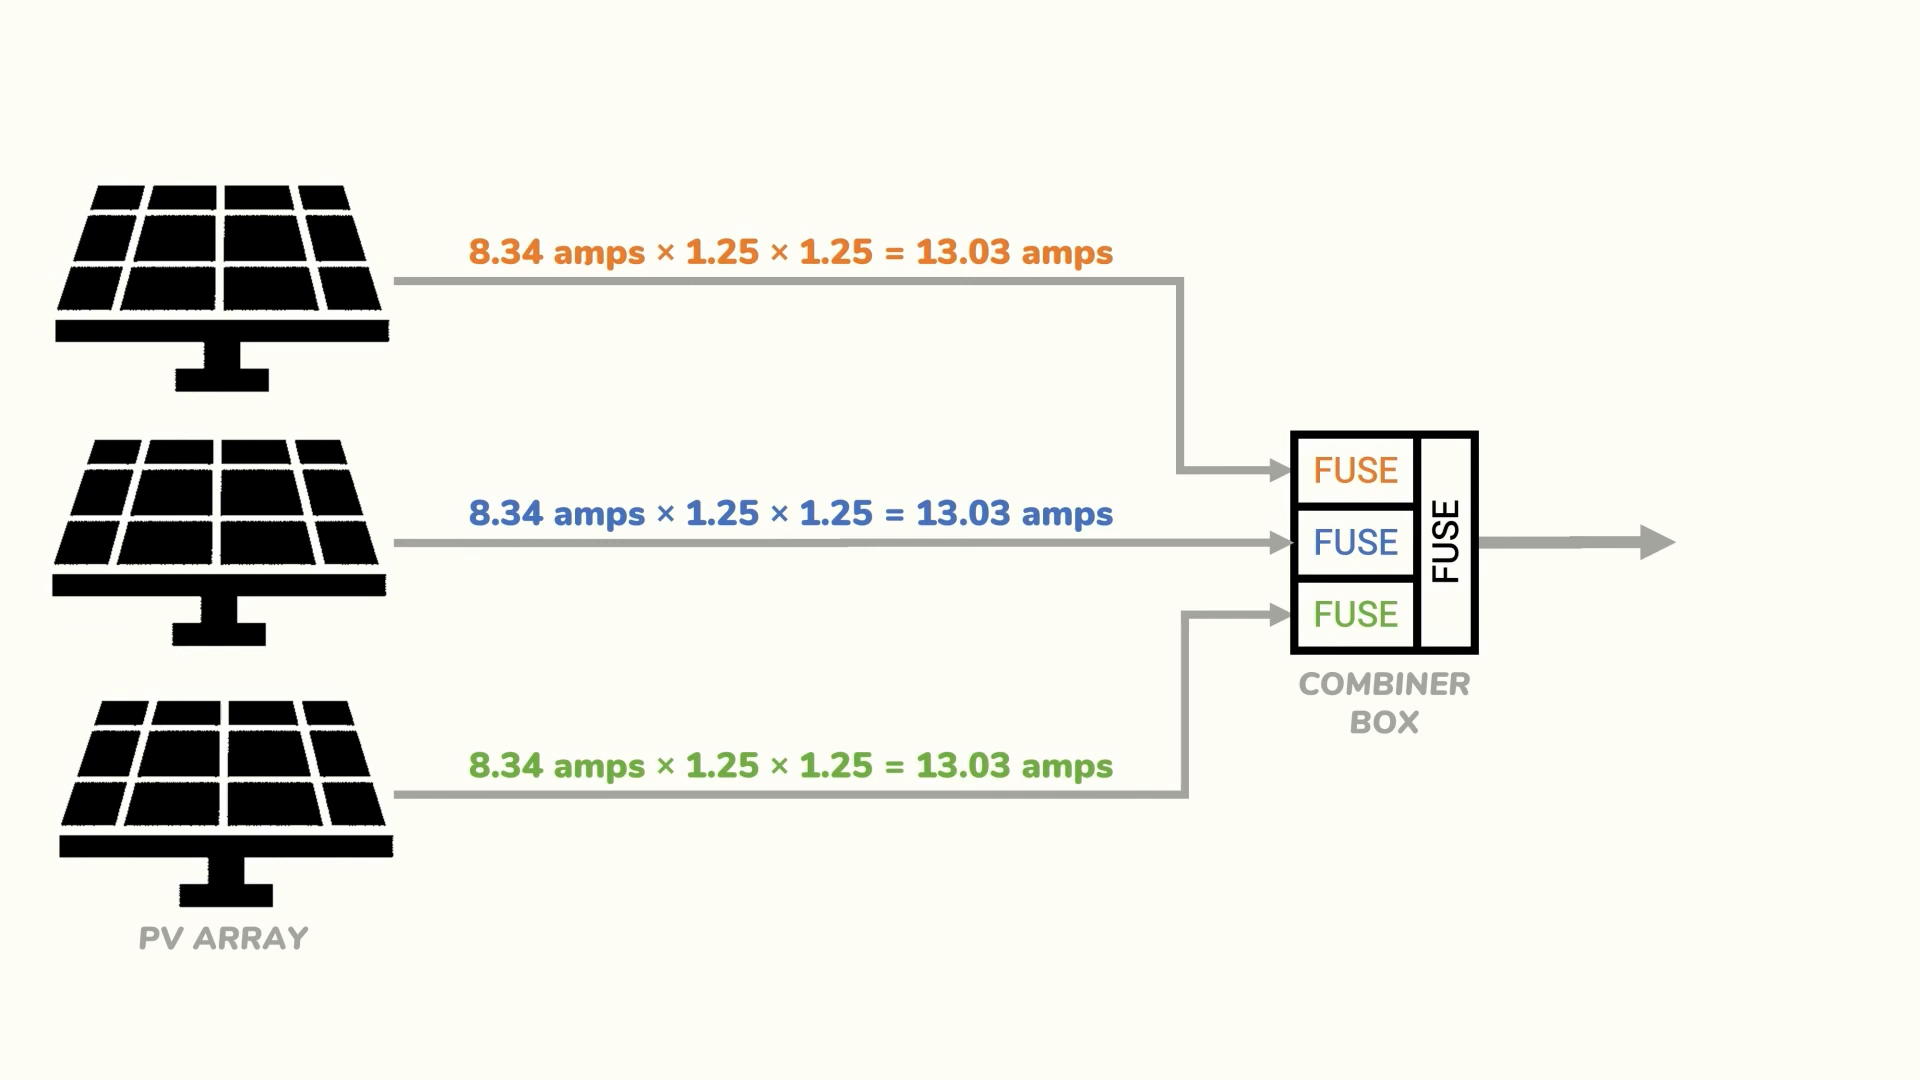 8.34 amps × 1.25 × 1.25 = 13.03 amps
8.34 amps × 1.25 × 1.25 = 13.03 amps
8.34 amps × 1.25 × 1.25 = 13.03 amps
PV ARRAY
FUSE
FUSE
FUSE
FUSE
COMBINER
BOX